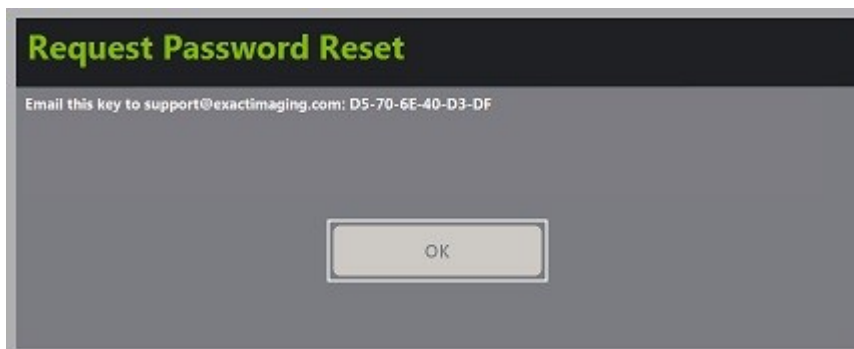 Request Password Reset
Email this key to support@exactimaging.com: D5-70-6E-40-D3-DF
OK